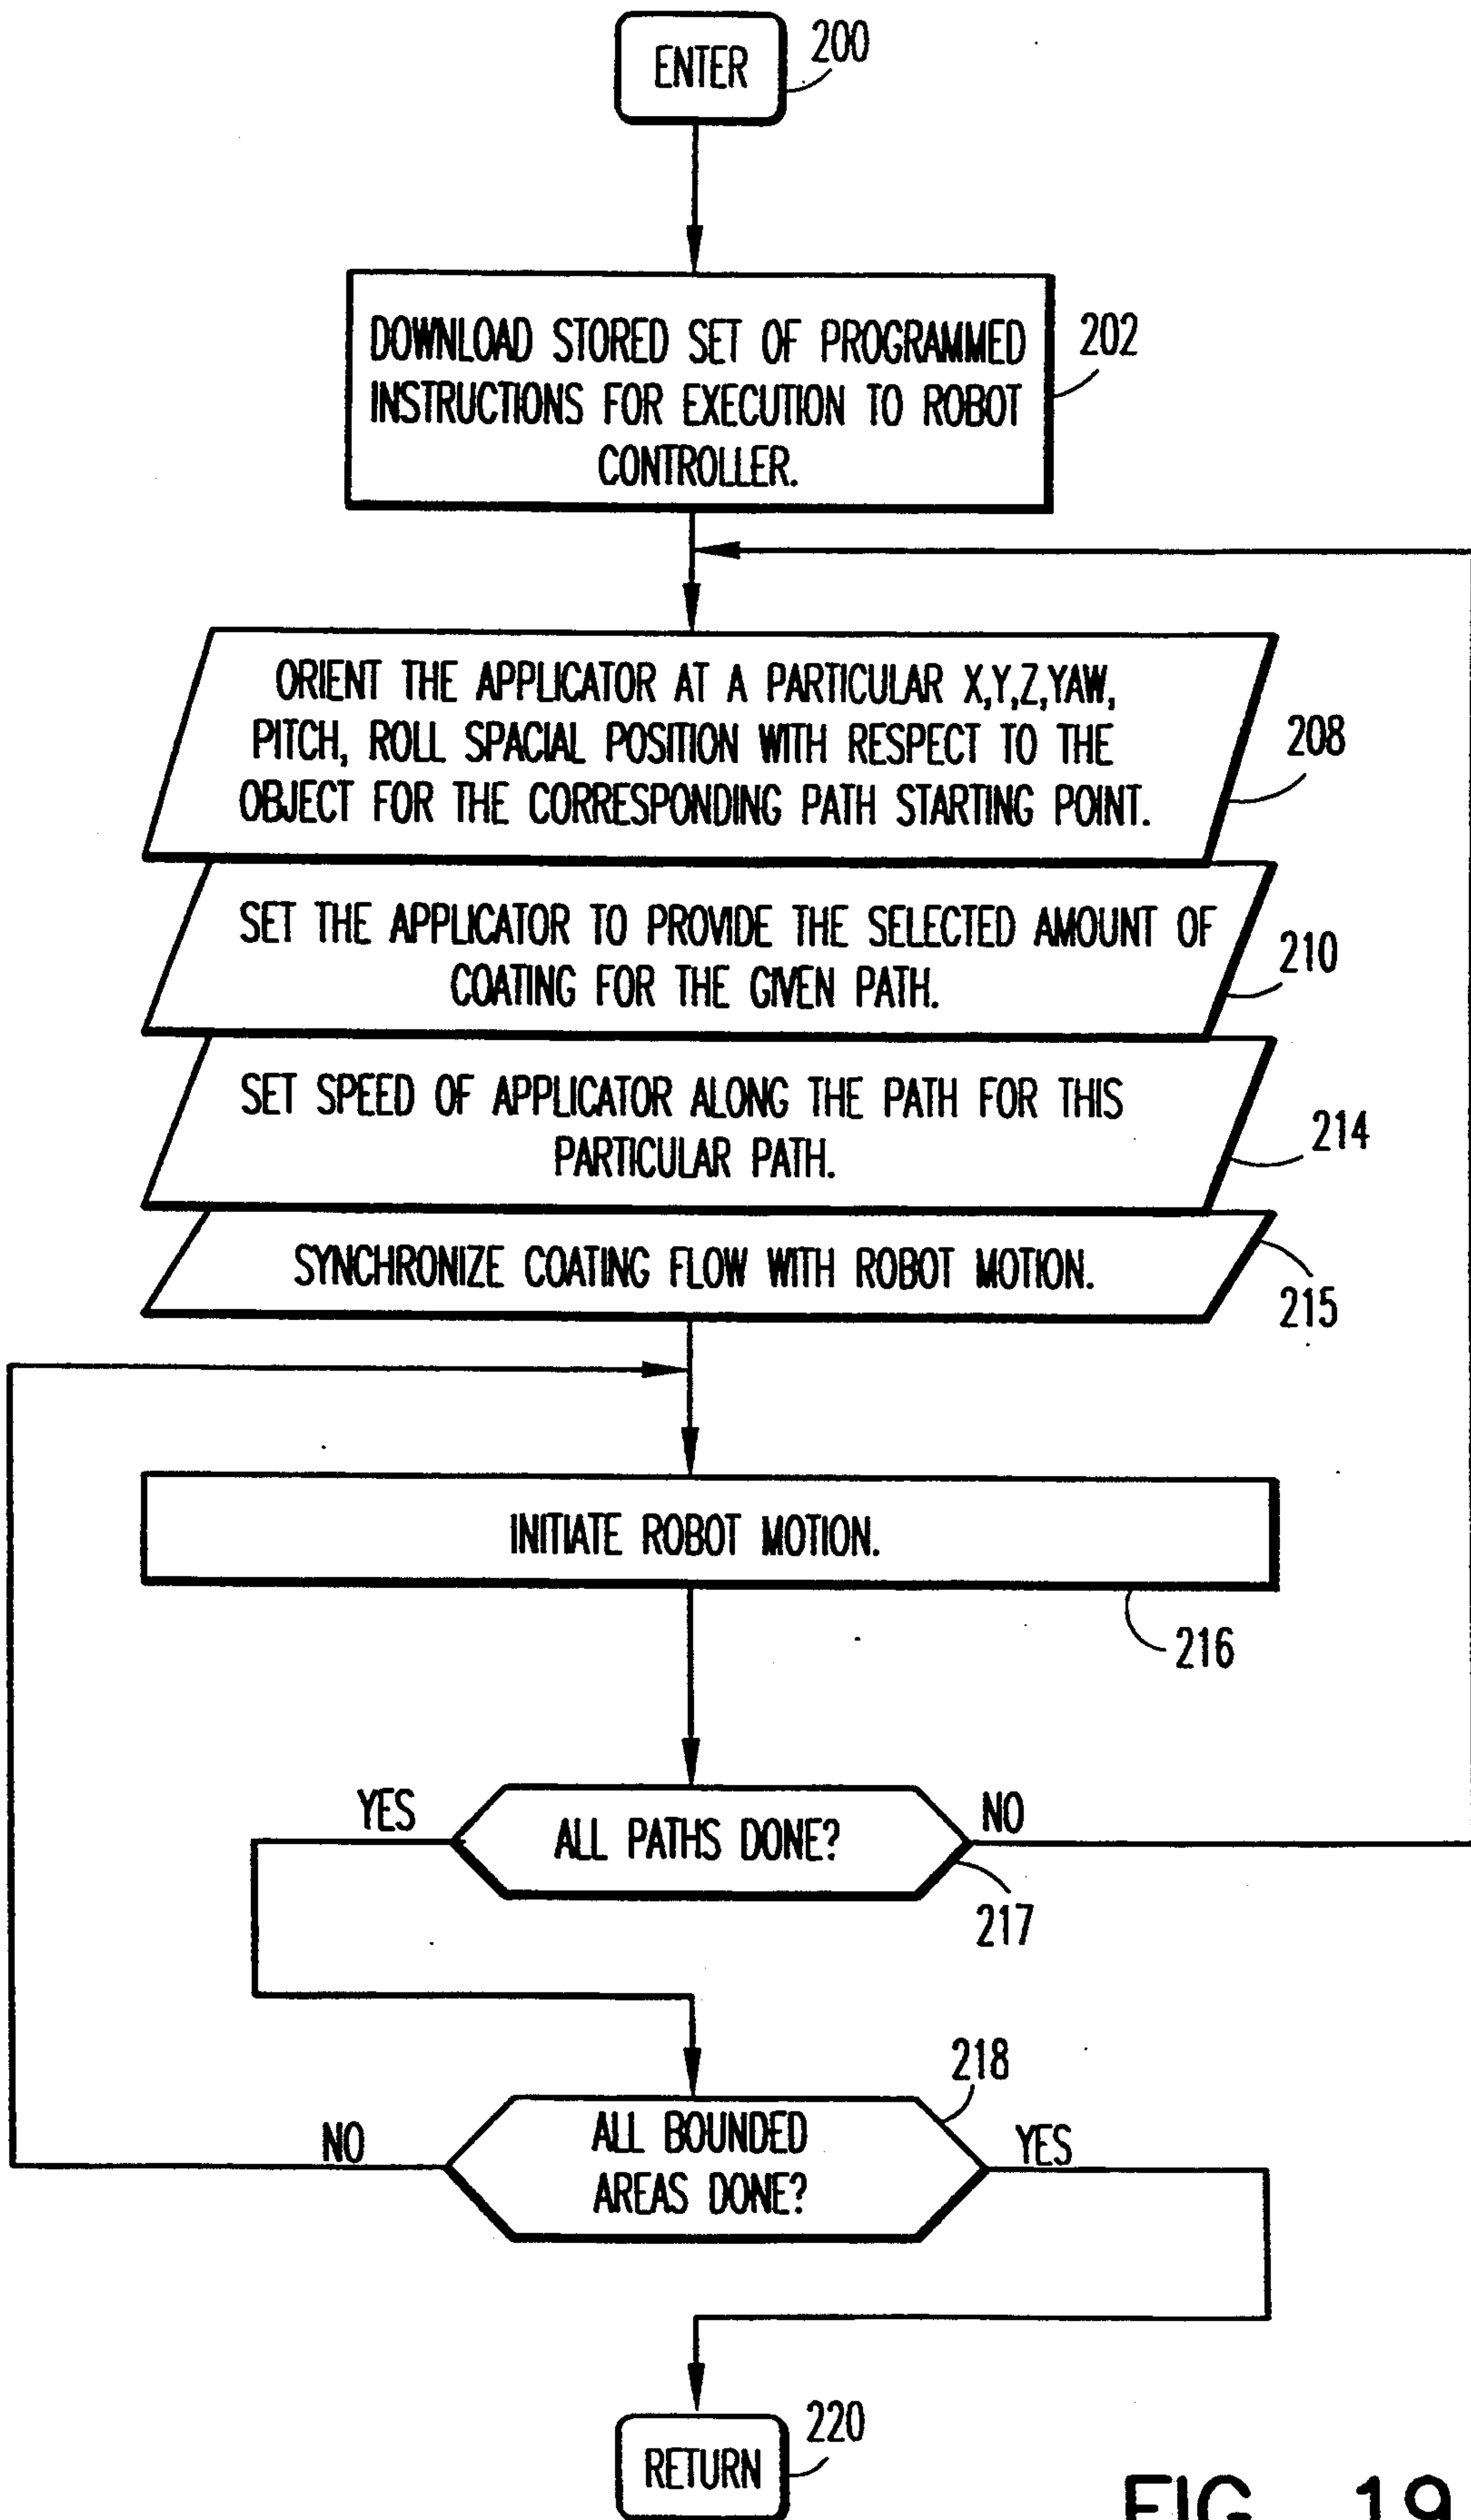 ENTER
200
DOWNLOAD STORED SET OF PROGRAMMED
INSTRUCTIONS FOR EXECUTION TO ROBOT
CONTROLLER.
202
ORIENT THE APPLICATOR AT A PARTICULAR X,Y,Z,YAW,
PITCH, ROLL SPACIAL POSITION WITH RESPECT TO THE
OBJECT FOR THE CORRESPONDING PATH STARTING POINT.
208
SET THE APPLICATOR TO PROVIDE THE SELECTED AMOUNT OF
COATING FOR THE GIVEN PATH.
210
SET SPEED OF APPLICATOR ALONG THE PATH FOR THIS
PARTICULAR PATH.
214
SYNCHRONIZE COATING FLOW WITH ROBOT MOTION.
215
INITIATE ROBOT MOTION.
216
YES
ALL PATHS DONE?
NO
217
218
NO
ALL BOUNDED
AREAS DONE?
YES
RETURN
220
FIG. 19